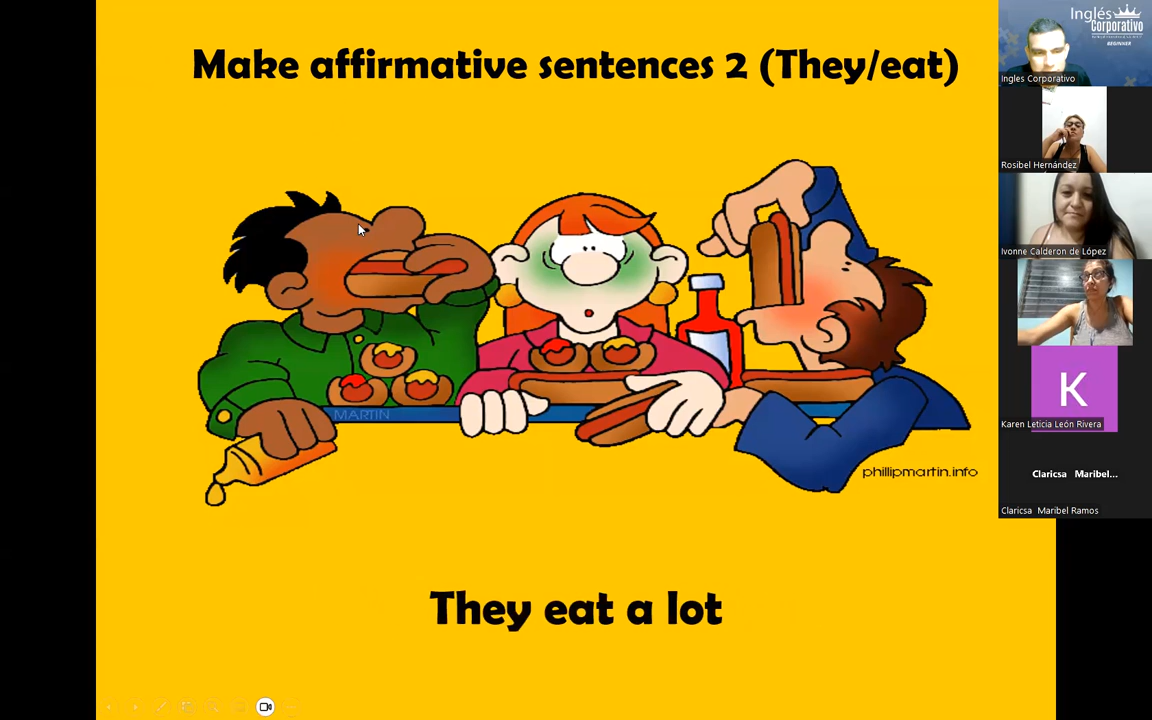 Make affirmative sentences 2 (They/eat)
MARTIN
phillipmartin.info
They eat a lot
Inglés
Corporativo
BEGINNER
Ingles Corporativo
Rosibel Hernández
Ivonne Calderon de López
K
Karen Leticia León Rivera
Claricsa Maribel...
Claricsa Maribel Ramos